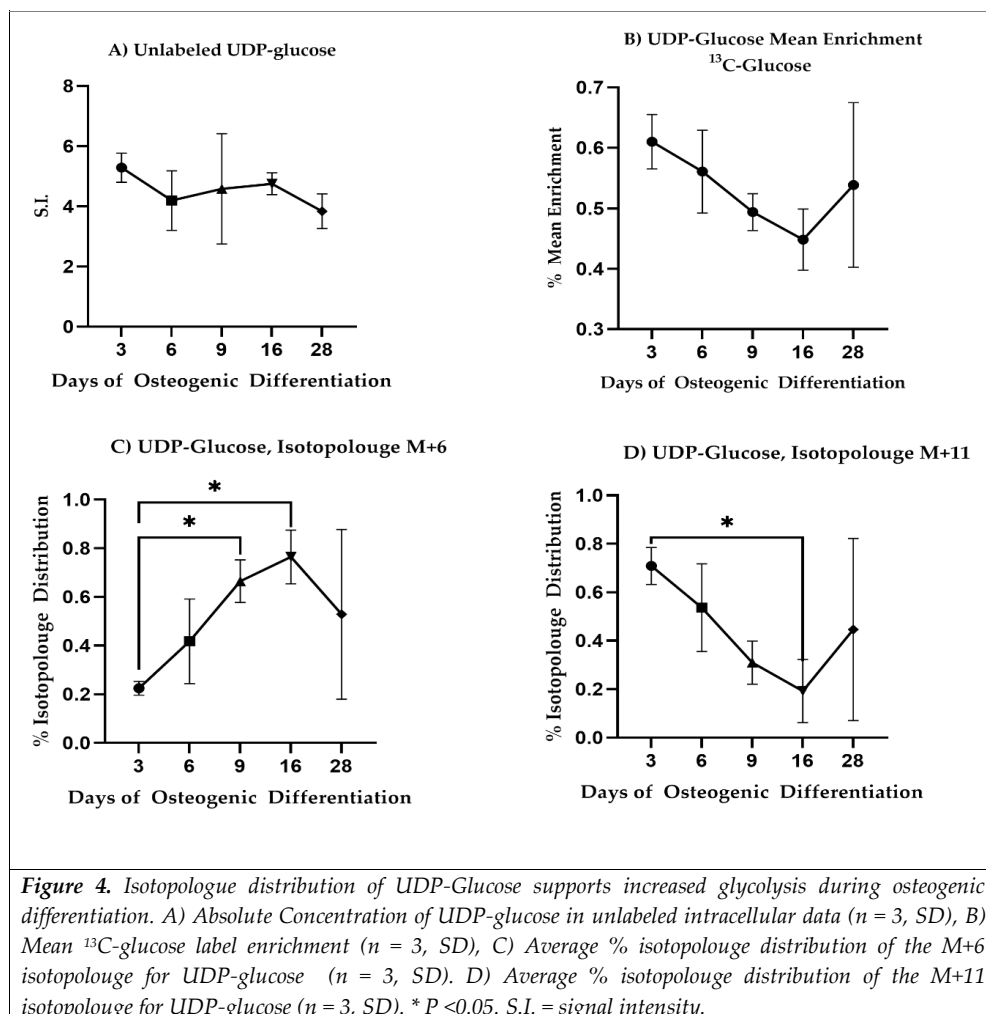 A) Unlabeled UDP-glucose
8
6
4
2
0
S.I.
3 6 9 16 28
Days of Osteogenic Differentiation
B) UDP-Glucose Mean Enrichment
¹³C-Glucose
0.7
0.6
0.5
0.4
0.3
% Mean Enrichment
3 6 9 16 28
Days of Osteogenic Differentiation
C) UDP-Glucose, Isotopolouge M+6
1.0
0.8
0.6
0.4
0.2
0.0
% Isotopolouge Distribution
*
*
3 6 9 16 28
Days of Osteogenic Differentiation
D) UDP-Glucose, Isotopolouge M+11
1.0
0.8
0.6
0.4
0.2
0.0
% Isotopolouge Distribution
*
3 6 9 16 28
Days of Osteogenic Differentiation
Figure 4. Isotopologue distribution of UDP-Glucose supports increased glycolysis during osteogenic
differentiation. A) Absolute Concentration of UDP-glucose in unlabeled intracellular data (n = 3, SD), B)
Mean ¹³C-glucose label enrichment (n = 3, SD), C) Average % isotopolouge distribution of the M+6
isotopolouge for UDP-glucose (n = 3, SD). D) Average % isotopolouge distribution of the M+11
isotopolouge for UDP-glucose (n = 3, SD). * P <0.05. S.I. = signal intensity.